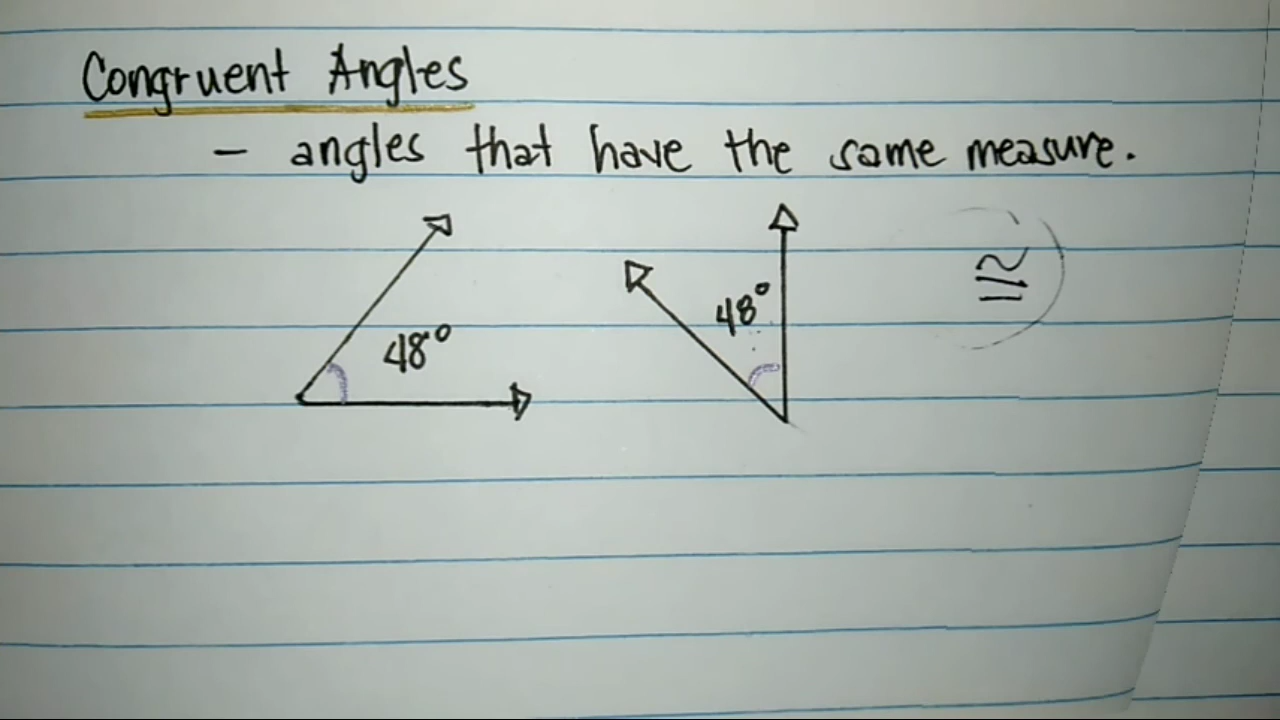 Congruent Angles
- angles that have the same measure.
48°
48°
≅